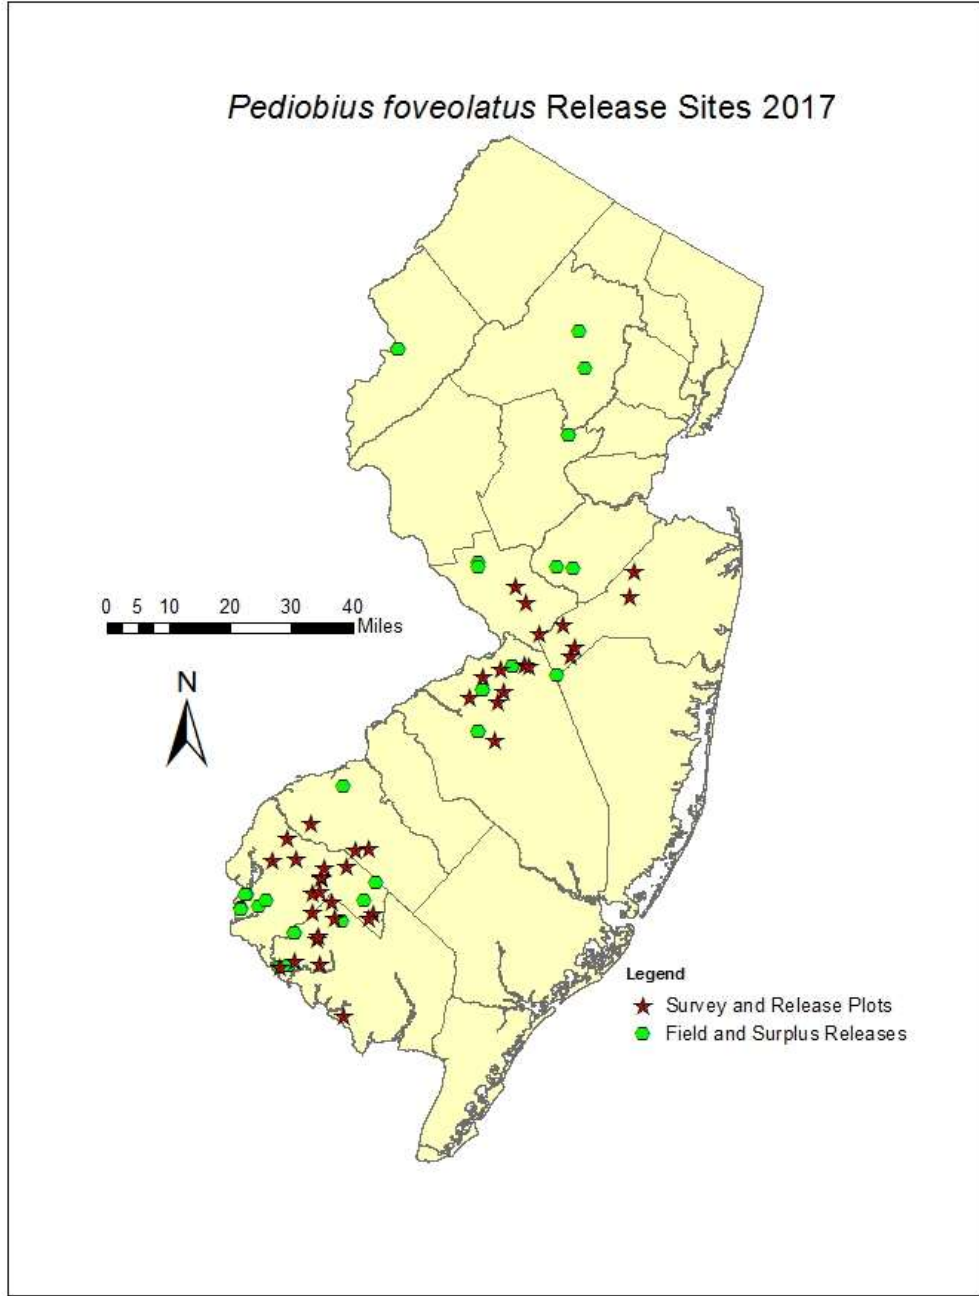 Pediobius foveolatus Release Sites 2017
0 5 10 20 30 40
Miles
N
Legend
Survey and Release Plots
Field and Surplus Releases